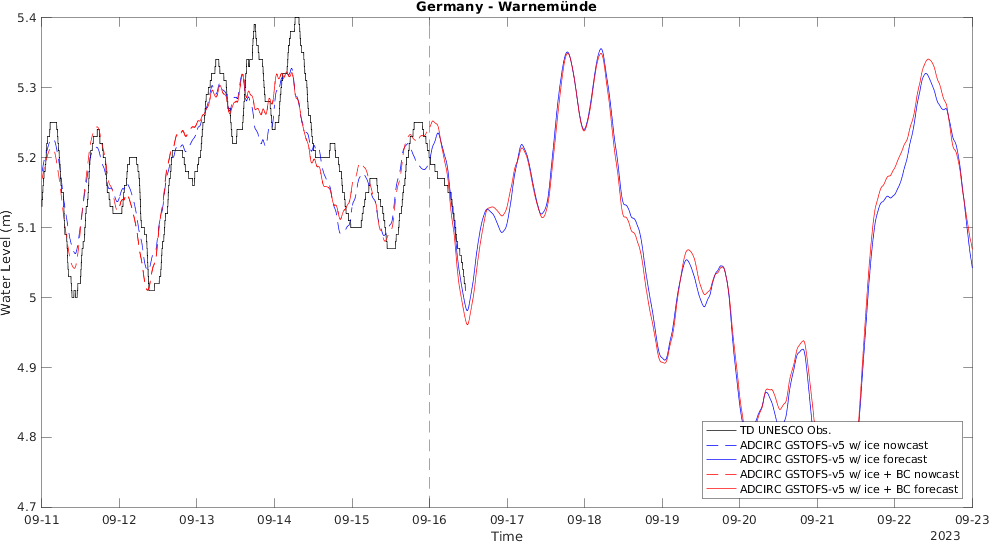 Germany - Warnemünde
5.4
5.3
5.2
5.1
5
4.9
4.8
4.7
Water Level (m)
TD UNESCO Obs.
ADCIRC GSTOFS-v5 w/ ice nowcast
ADCIRC GSTOFS-v5 w/ ice forecast
ADCIRC GSTOFS-v5 w/ ice + BC nowcast
ADCIRC GSTOFS-v5 w/ ice + BC forecast
09-11 09-12 09-13 09-14 09-15 09-16 09-17 09-18 09-19 09-20 09-21 09-22 09-23
Time
2023